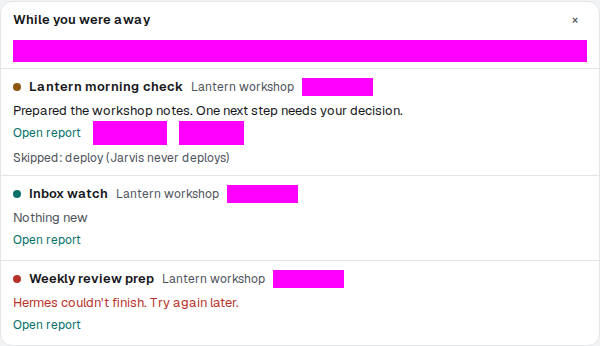 While you were away ×
Lantern morning check Lantern workshop
Prepared the workshop notes. One next step needs your decision.
Open report
Skipped: deploy (Jarvis never deploys)
Inbox watch Lantern workshop
Nothing new
Open report
Weekly review prep Lantern workshop
Hermes couldn't finish. Try again later.
Open report